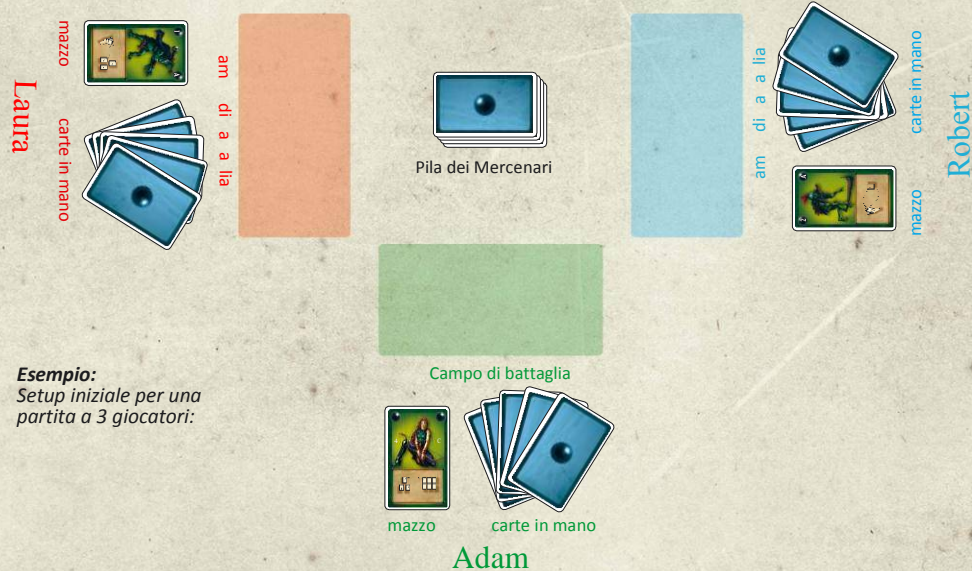 Laura
mazzo
carte in mano
am di a a lia
Pila dei Mercenari
am di a a lia
carte in mano
mazzo
Robert
Campo di battaglia
Esempio:
Setup iniziale per una
partita a 3 giocatori:
mazzo
carte in mano
Adam